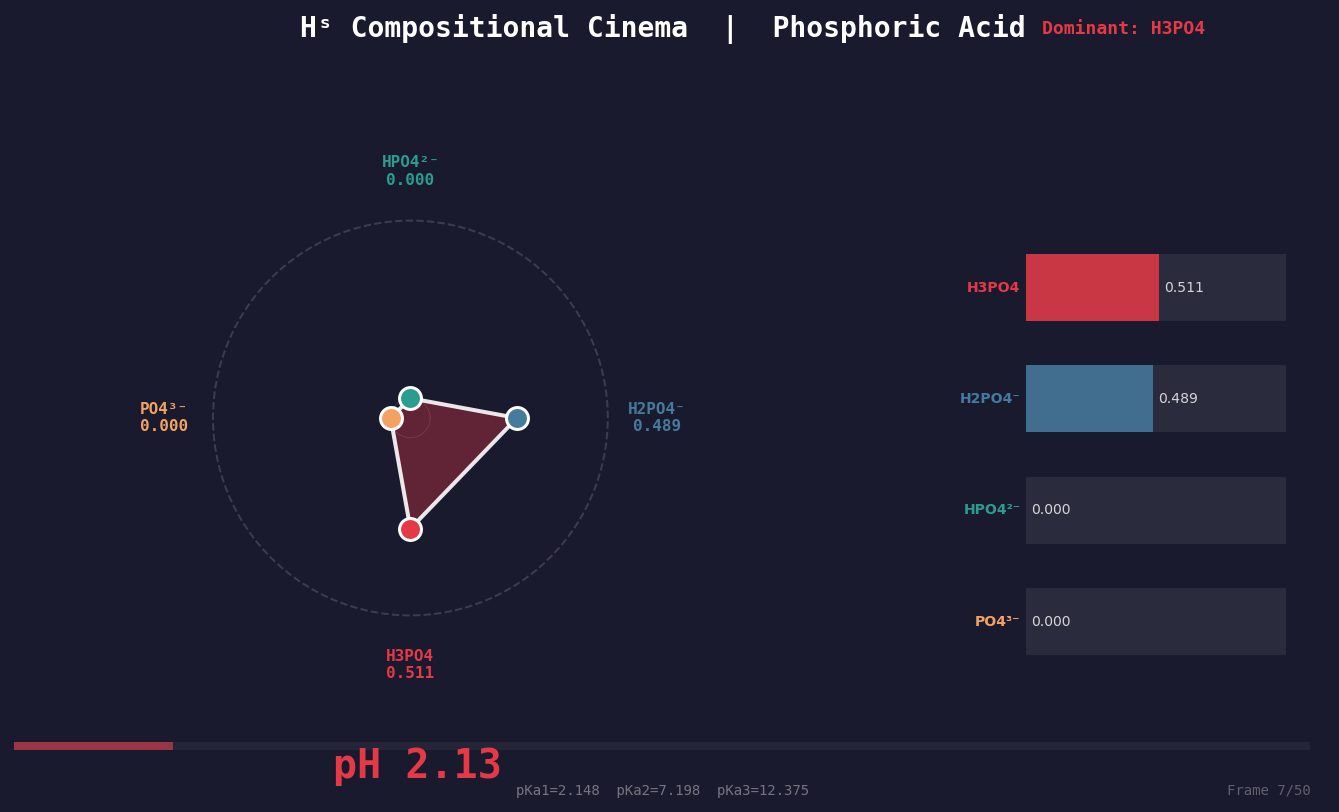 Hˢ Compositional Cinema  |  Phosphoric Acid
Dominant: H3PO4
HPO4²⁻
0.000
PO4³⁻
0.000
H2PO4⁻
0.489
H3PO4
0.511
H3PO4 0.511
H2PO4⁻ 0.489
HPO4²⁻ 0.000
PO4³⁻ 0.000
pH 2.13
pKa1=2.148  pKa2=7.198  pKa3=12.375
Frame 7/50